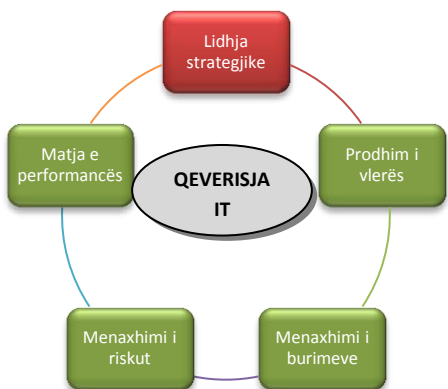 Lidhja
strategjike
Matja e
performancës
Prodhim i
vlerës
QEVERISJA
IT
Menaxhimi i
riskut
Menaxhimi i
burimeve